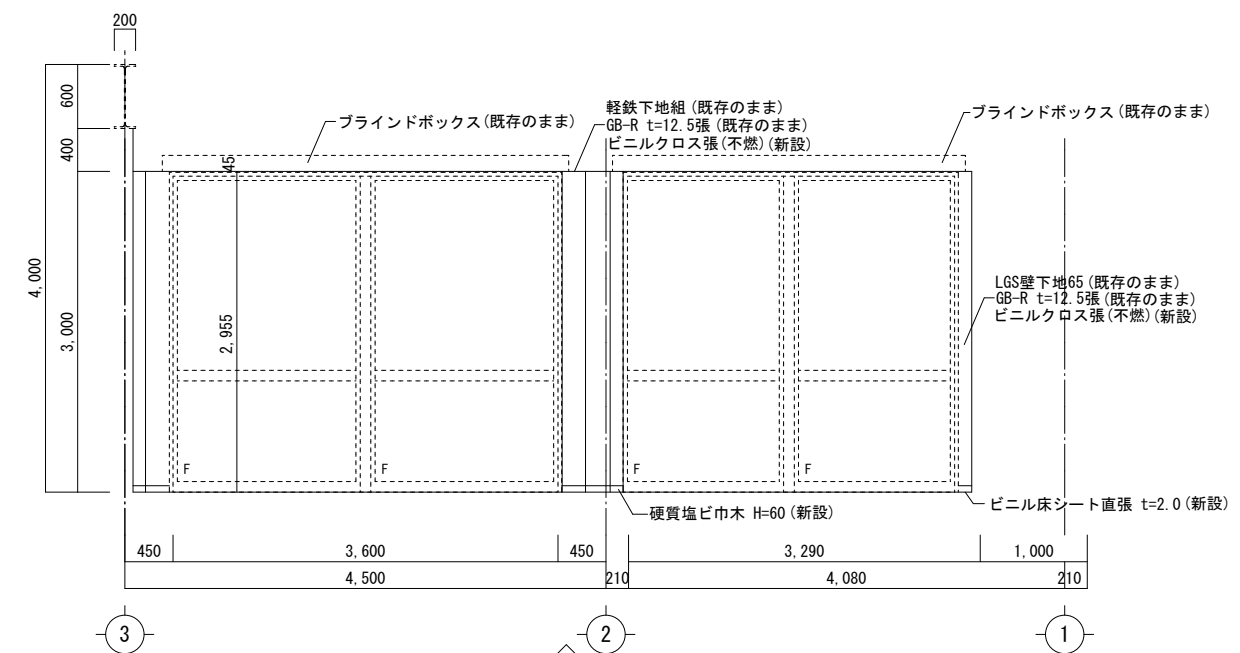 200
600
400
4,000
3,000
ブラインドボックス(既存のまま)
軽鉄下地組(既存のまま)
GB-R t=12.5張(既存のまま)
ビニルクロス張(不燃)(新設)
ブラインドボックス(既存のまま)
45
2,955
LGS壁下地65(既存のまま)
GB-R t=12.5張(既存のまま)
ビニルクロス張(不燃)(新設)
F
F
F
F
硬質塩ビ巾木 H=60(新設)
ビニル床シート直張 t=2.0(新設)
450
3,600
450
3,290
1,000
4,500
210
4,080
210
3
2
1